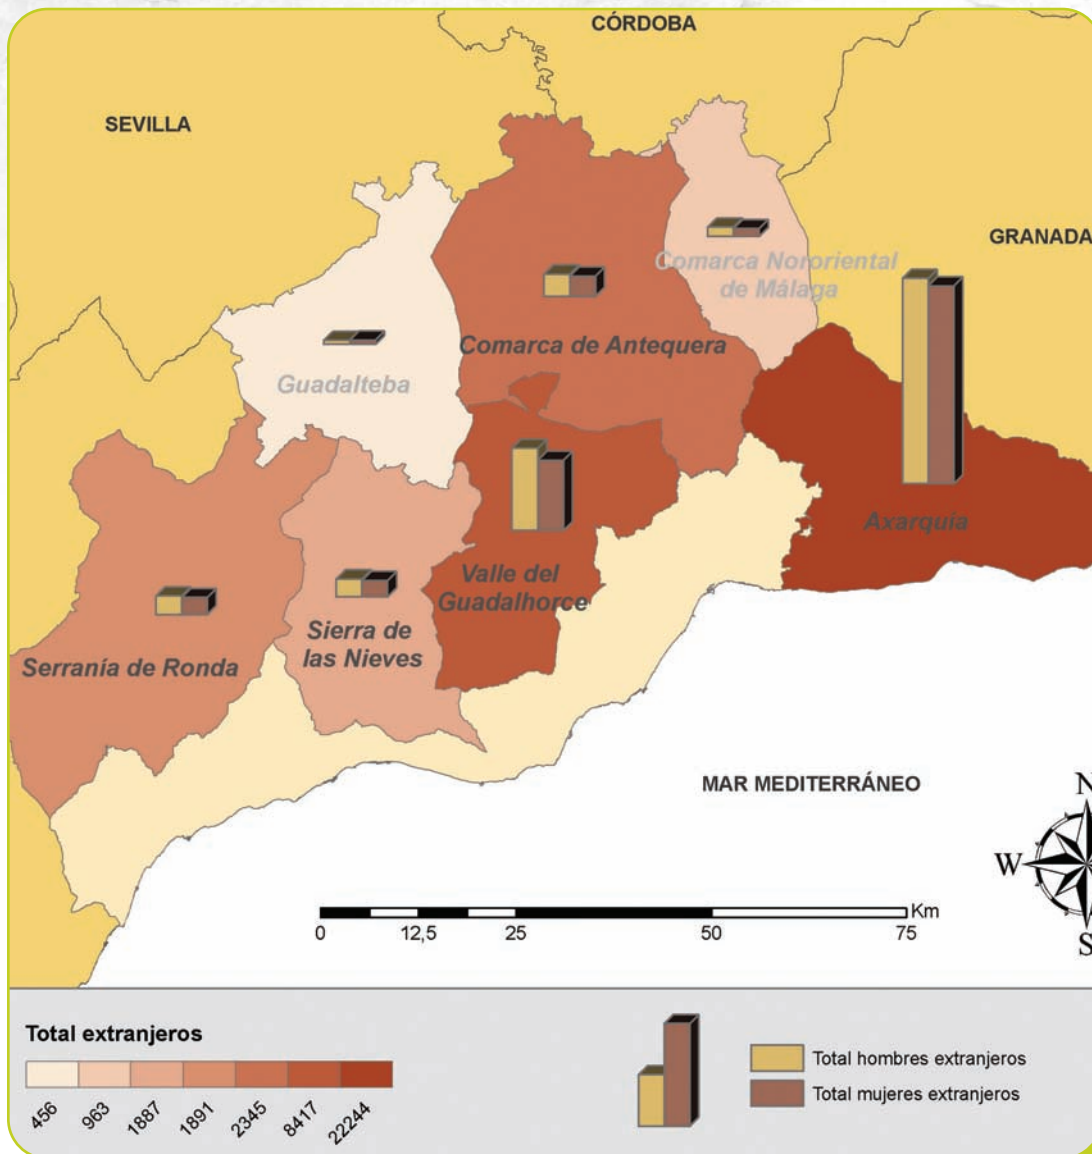 CÓRDOBA
SEVILLA
GRANADA
Comarca Nororiental
de Málaga
Comarca de Antequera
Guadalteba
Axarquía
Valle del
Guadalhorce
Sierra de
las Nieves
Serranía de Ronda
MAR MEDITERRÁNEO
N
W
S
Km
0 12,5 25 50 75
Total extranjeros
456 963 1887 1891 2345 8417 22244
Total hombres extranjeros
Total mujeres extranjeros